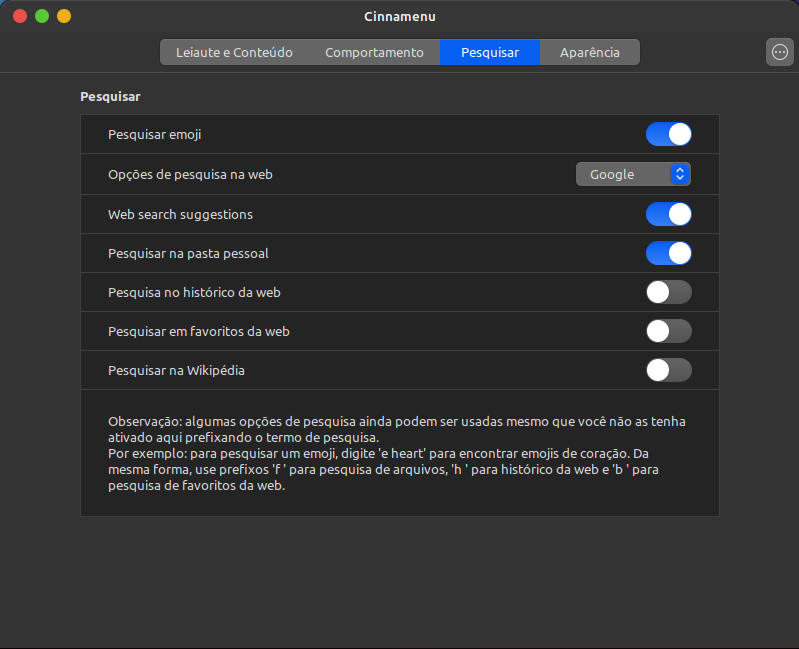 Cinnamenu
Leiaute e Conteúdo
Comportamento
Pesquisar
Aparência
Pesquisar
Pesquisar emoji
Opções de pesquisa na web
Google
Web search suggestions
Pesquisar na pasta pessoal
Pesquisa no histórico da web
Pesquisar em favoritos da web
Pesquisar na Wikipédia
Observação: algumas opções de pesquisa ainda podem ser usadas mesmo que você não as tenha
ativado aqui prefixando o termo de pesquisa.
Por exemplo: para pesquisar um emoji, digite 'e heart' para encontrar emojis de coração. Da
mesma forma, use prefixos 'f ' para pesquisa de arquivos, 'h ' para histórico da web e 'b ' para
pesquisa de favoritos da web.